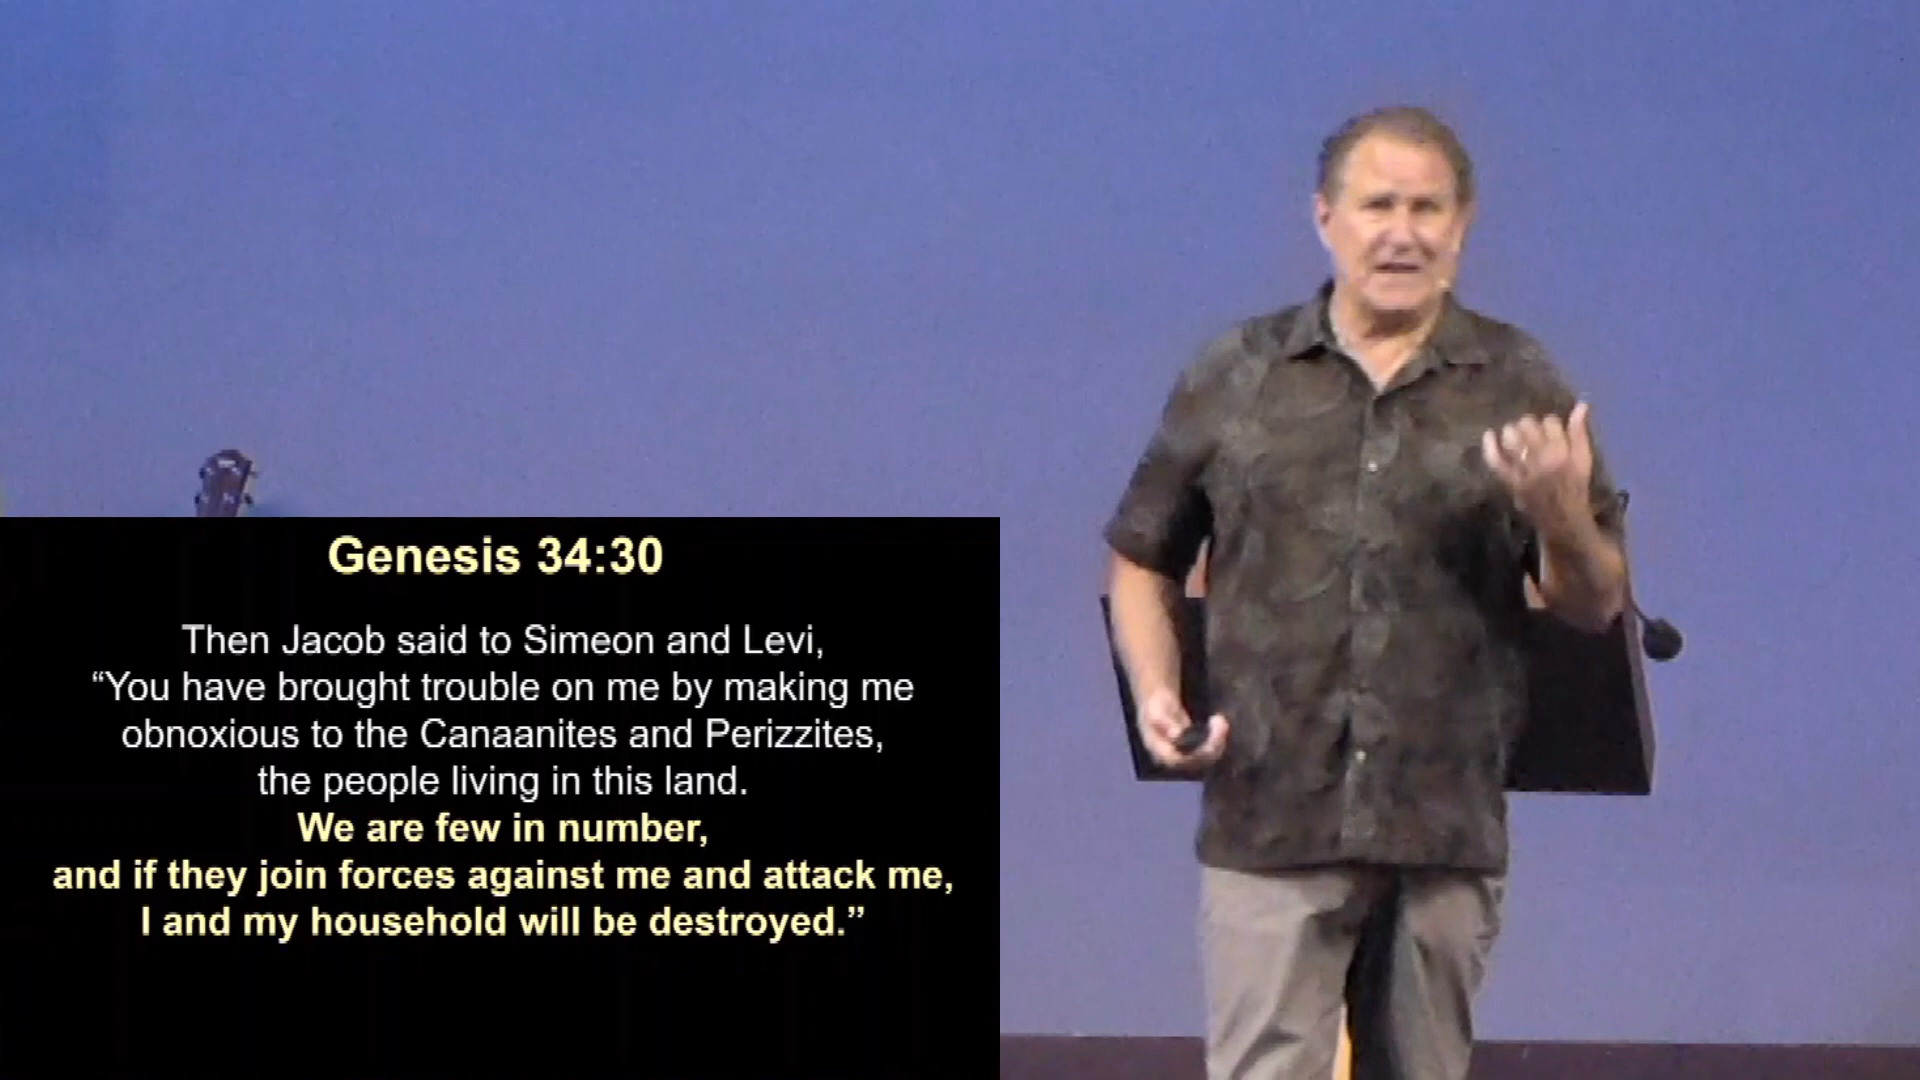 Genesis 34:30
Then Jacob said to Simeon and Levi,
“You have brought trouble on me by making me
obnoxious to the Canaanites and Perizzites,
the people living in this land.
We are few in number,
and if they join forces against me and attack me,
I and my household will be destroyed.”